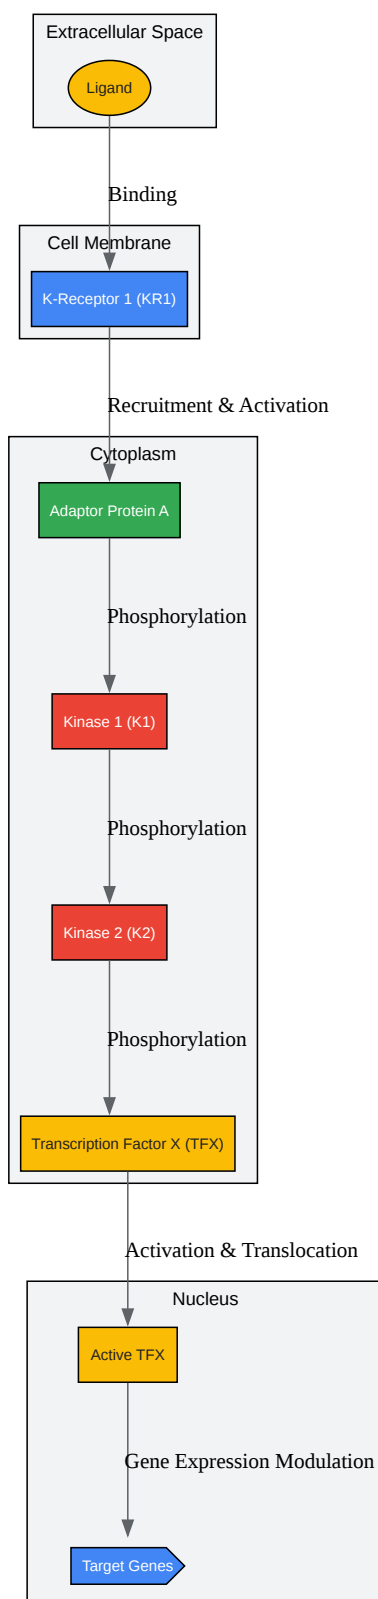 Extracellular Space
Ligand
Binding
Cell Membrane
K-Receptor 1 (KR1)
Recruitment & Activation
Cytoplasm
Adaptor Protein A
Phosphorylation
Kinase 1 (K1)
Phosphorylation
Kinase 2 (K2)
Phosphorylation
Transcription Factor X (TFX)
Activation & Translocation
Nucleus
Active TFX
Gene Expression Modulation
Target Genes